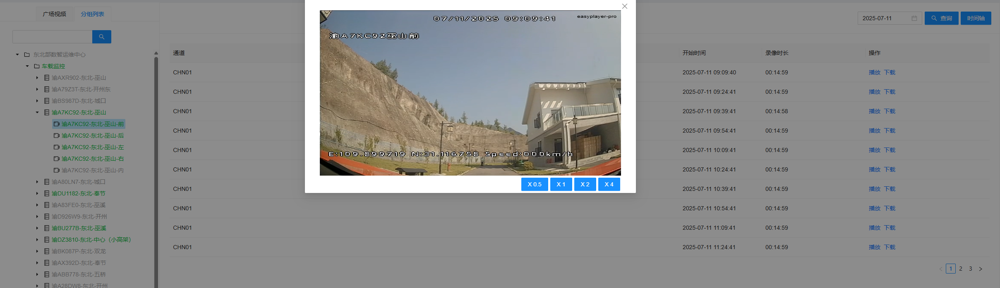 广场视频
分组列表
东北部数智运维中心
车载监控
渝AXR902-东北-巫山
渝A79Z3T-东北-开州东
渝BS987D-东北-城口
渝A7KC92-东北-巫山
渝A7KC92-东北-巫山-前
渝A7KC92-东北-巫山-后
渝A7KC92-东北-巫山-左
渝A7KC92-东北-巫山-右
渝A7KC92-东北-巫山-内
渝A80LN7-东北-城口
渝DU1182-东北-奉节
渝A83FE0-东北-巫溪
渝D926W9-东北-开州
渝BU277B-东北-巫溪
渝DZ3810-东北-中心（小高架）
渝BK087P-东北-双龙
渝AX392D-东北-奉节
渝ABB778-东北-五桥
渝A28DW8-东北-开州
07/11/2025 09:09:41
easyplayer-pro
渝A7KC92巫山前
E:109.899719 N:31.116758 Speed:000km/h
X 0.5 X 1 X 2 X 4
2025-07-11 查询 时间轴
通道 开始时间 录像时长 操作
CHN01 2025-07-11 09:09:40 00:14:59 播放 下载
CHN01 2025-07-11 09:24:41 00:14:59 播放 下载
CHN01 2025-07-11 09:39:41 00:14:58 播放 下载
CHN01 2025-07-11 09:54:41 00:14:59 播放 下载
CHN01 2025-07-11 10:09:41 00:14:59 播放 下载
CHN01 2025-07-11 10:24:41 00:14:59 播放 下载
CHN01 2025-07-11 10:39:41 00:14:59 播放 下载
CHN01 2025-07-11 10:54:41 00:14:59 播放 下载
CHN01 2025-07-11 11:09:41 00:14:59 播放 下载
CHN01 2025-07-11 11:24:41 00:14:59 播放 下载
1 2 3